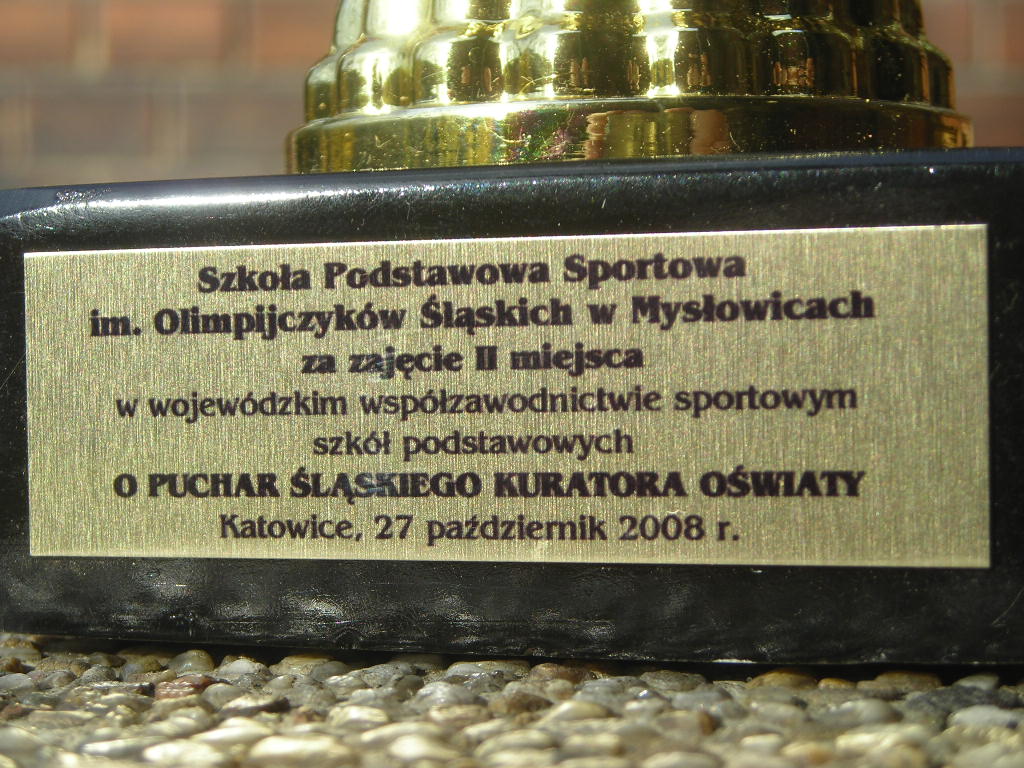 Szkoła Podstawowa Sportowa
im. Olimpijczyków Śląskich w Mysłowicach
za zajęcie II miejsca
w wojewódzkim współzawodnictwie sportowym
szkół podstawowych
O PUCHAR ŚLĄSKIEGO KURATORA OŚWIATY
Katowice, 27 październik 2008 r.